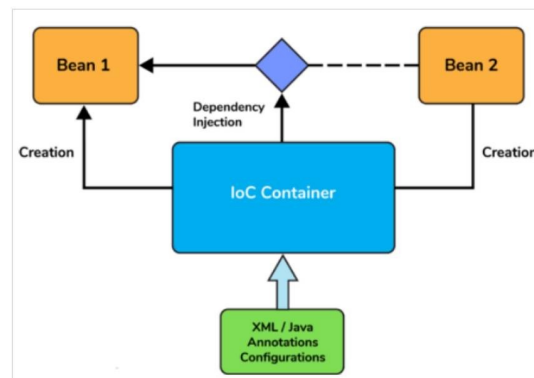 Bean 1
Bean 2
Dependency
Injection
Creation
Creation
IoC Container
XML / Java
Annotations
Configurations